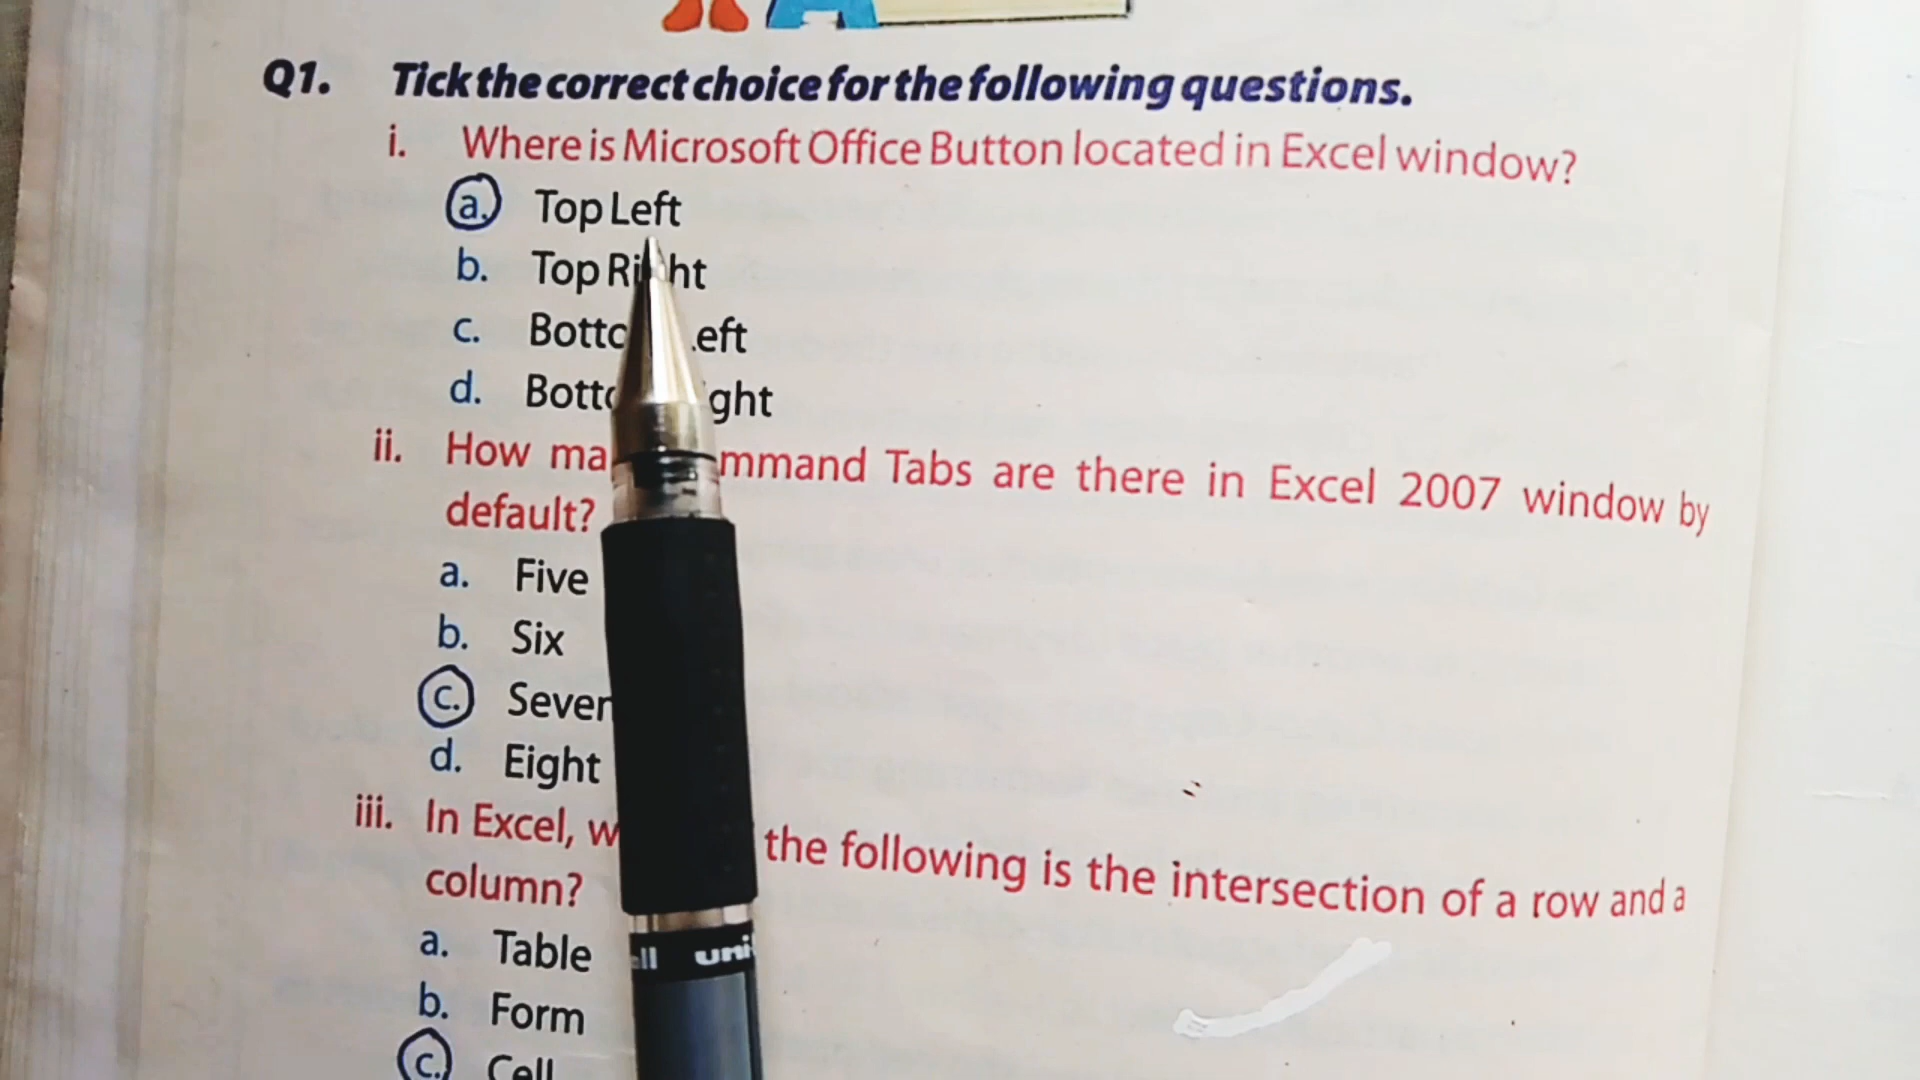 Q1. Tick the correct choice for the following questions.
i. Where is Microsoft Office Button located in Excel window?
a. Top Left
b. Top Right
c. Botto Left
d. Botto ght
ii. How ma mmand Tabs are there in Excel 2007 window by
default?
a. Five
b. Six
c. Seven
d. Eight
iii. In Excel, w the following is the intersection of a row and a
column?
a. Table
b. Form
c. Cell
uni